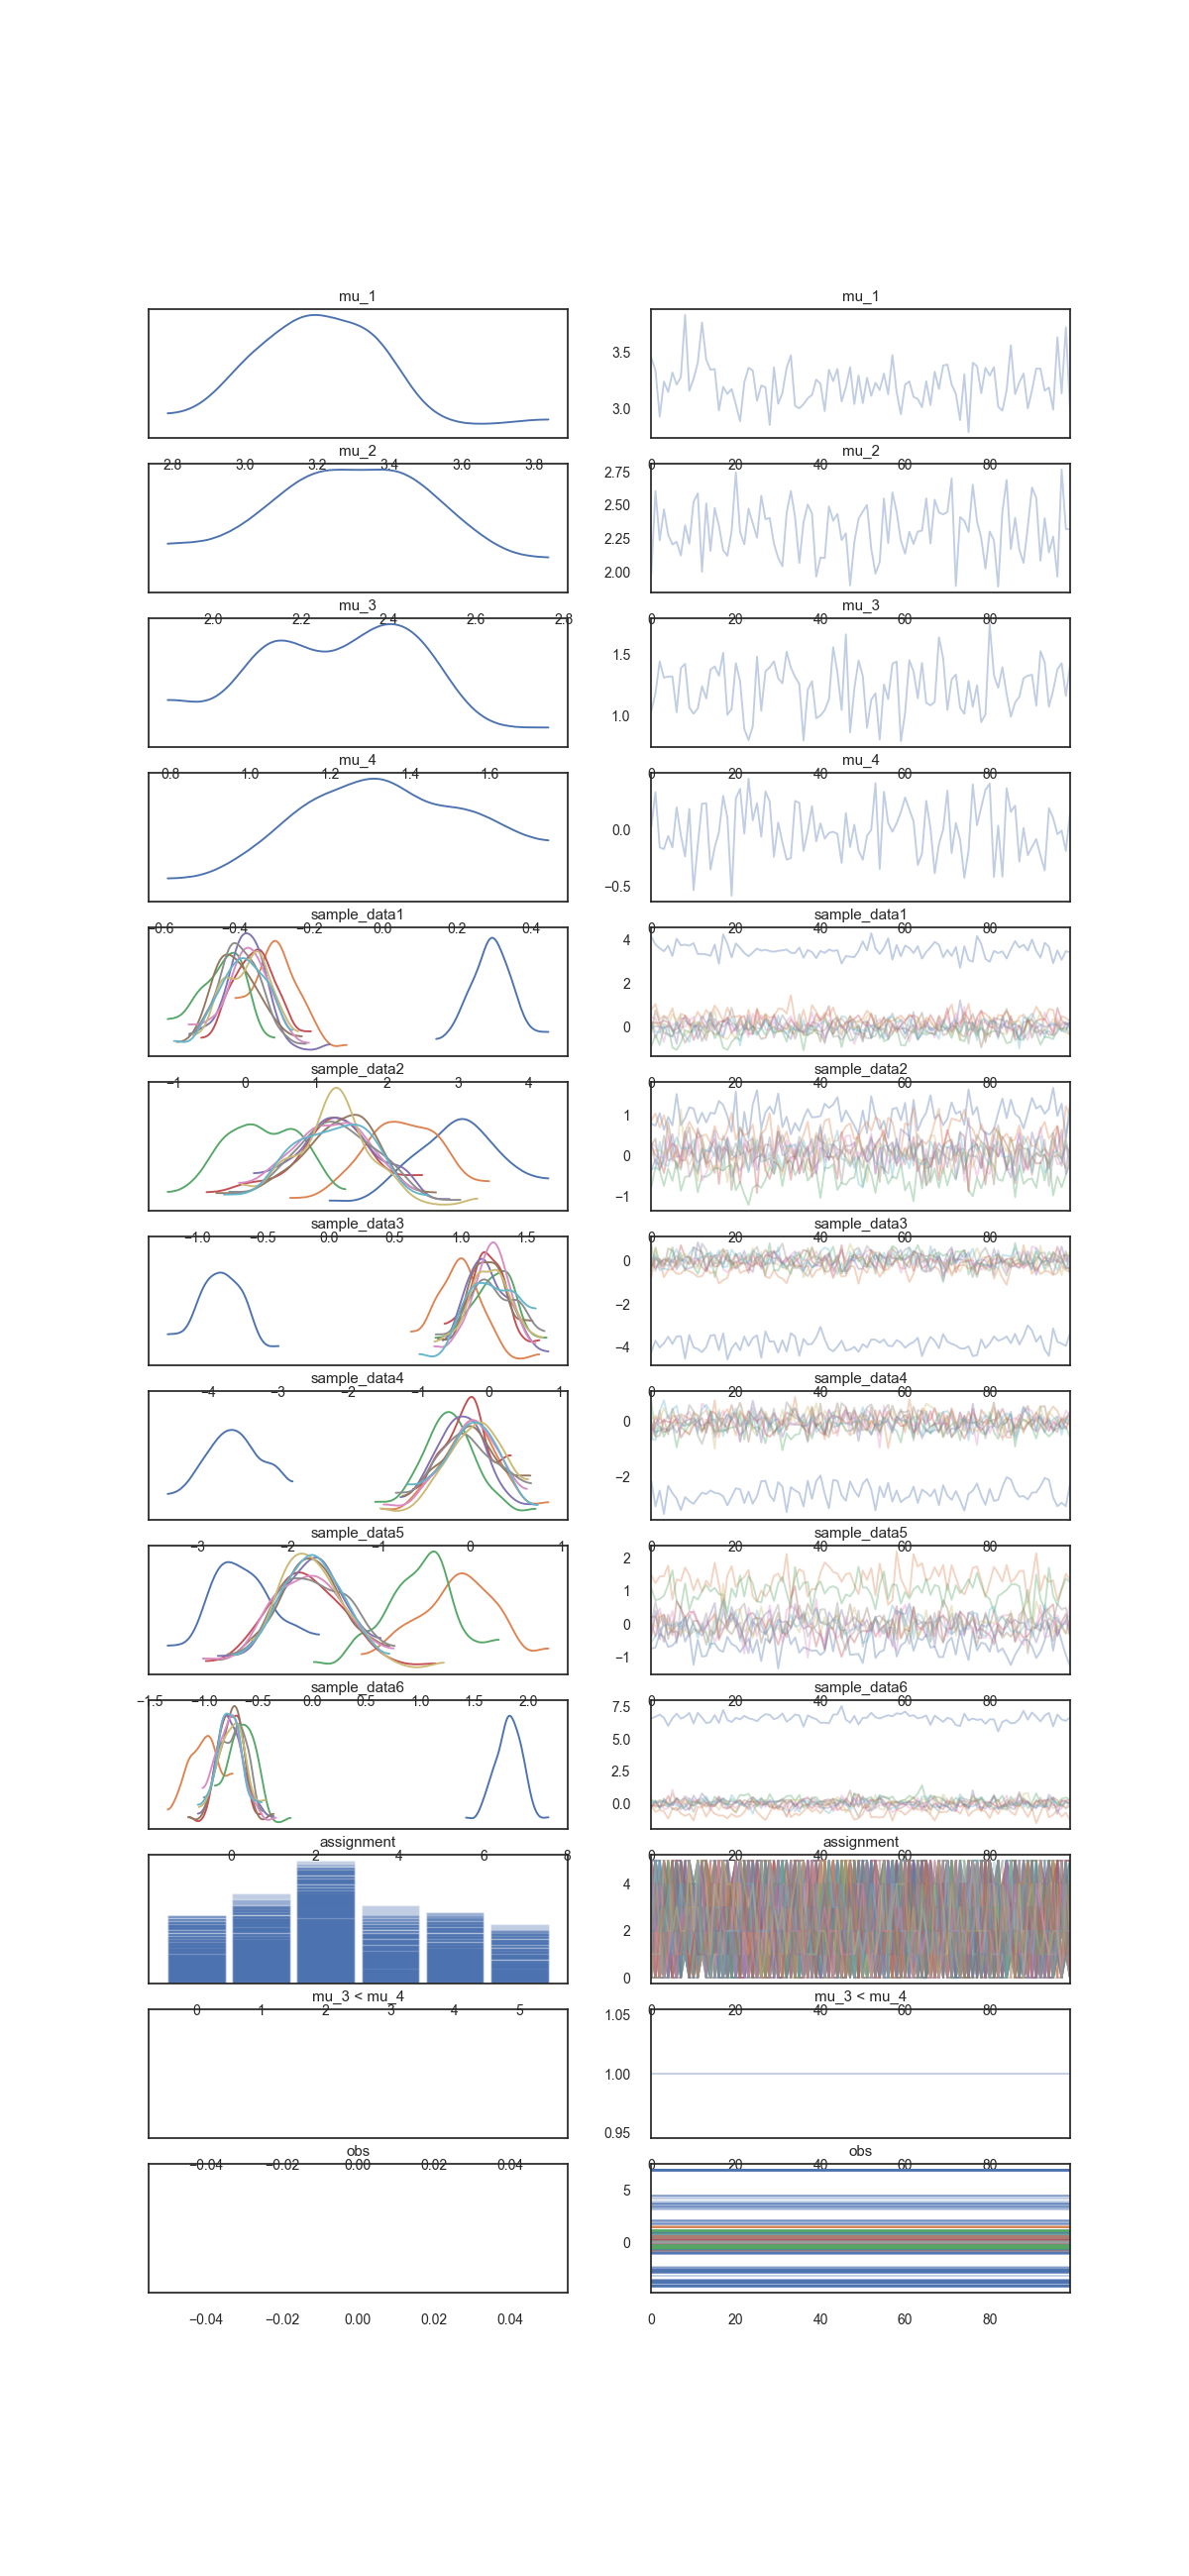 mu_1 mu_1
3.5
3.0
2.8 3.0 3.2 3.4 3.6 3.8 0 20 40 60 80
mu_2 mu_2
2.75
2.50
2.25
2.00
2.0 2.2 2.4 2.6 2.8 0 20 40 60 80
mu_3 mu_3
1.5
1.0
0.8 1.0 1.2 1.4 1.6 0 20 40 60 80
mu_4 mu_4
0.0
−0.5
−0.6 −0.4 −0.2 0.0 0.2 0.4 0 20 40 60 80
sample_data1 sample_data1
4
2
0
−1 0 1 2 3 4 0 20 40 60 80
sample_data2 sample_data2
1
0
−1
−1.0 −0.5 0.0 0.5 1.0 1.5 0 20 40 60 80
sample_data3 sample_data3
0
−2
−4
−4 −3 −2 −1 0 1 0 20 40 60 80
sample_data4 sample_data4
0
−2
−3 −2 −1 0 1 0 20 40 60 80
sample_data5 sample_data5
2
1
0
−1
−1.5 −1.0 −0.5 0.0 0.5 1.0 1.5 2.0 0 20 40 60 80
sample_data6 sample_data6
7.5
5.0
2.5
0.0
0 2 4 6 8 0 20 40 60 80
assignment assignment
4
2
0
0 1 2 3 4 5 0 20 40 60 80
mu_3 < mu_4 mu_3 < mu_4
1.05
1.00
0.95
−0.04 −0.02 0.00 0.02 0.04 0 20 40 60 80
obs obs
5
0
−0.04 −0.02 0.00 0.02 0.04 0 20 40 60 80